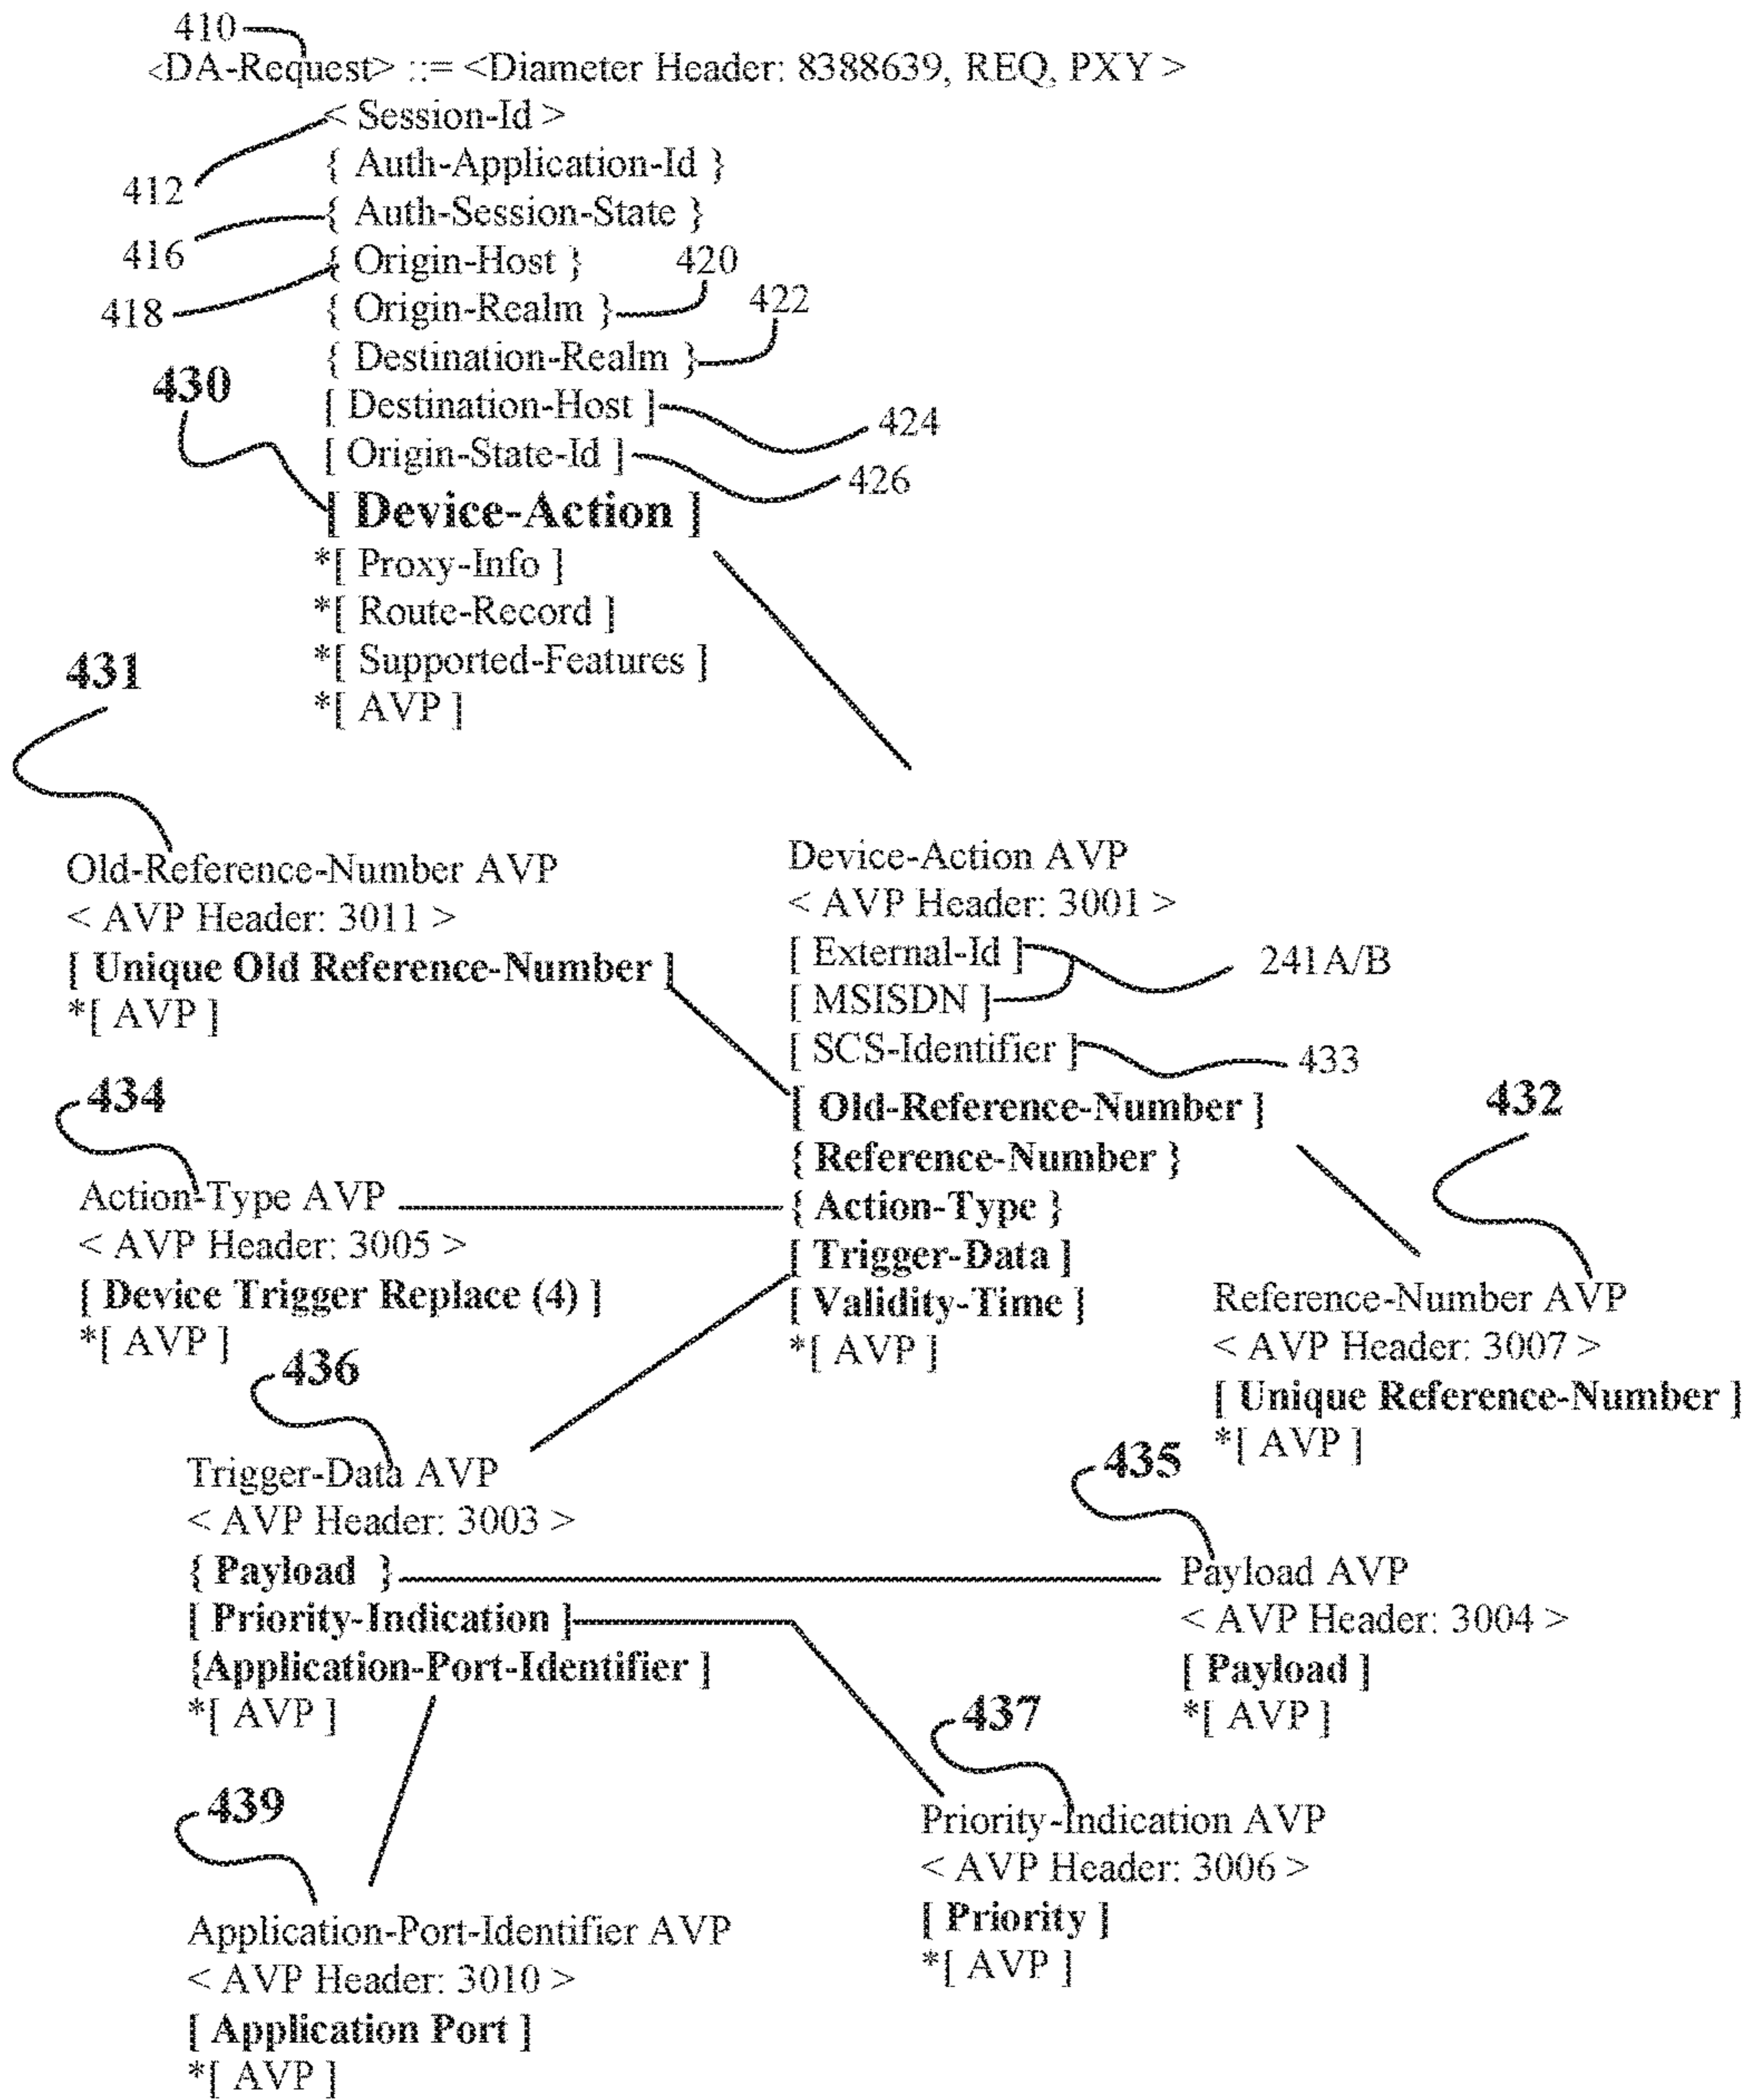 410
<DA-Request> ::= <Diameter Header: 8388639, REQ, PXY >
< Session-Id >
{ Auth-Application-Id }
412
{ Auth-Session-State }
416
{ Origin-Host }
420
418
{ Origin-Realm }
422
{ Destination-Realm }
430
[ Destination-Host ]
424
[ Origin-State-Id ]
426
[ Device-Action ]
*[ Proxy-Info ]
*[ Route-Record ]
*[ Supported-Features ]
*[ AVP ]
431
Old-Reference-Number AVP
< AVP Header: 3011 >
[ Unique Old Reference-Number ]
*[ AVP ]
Device-Action AVP
< AVP Header: 3001 >
[ External-Id ]
241A/B
[ MSISDN ]
[ SCS-Identifier ]
433
[ Old-Reference-Number ]
{ Reference-Number }
{ Action-Type }
[ Trigger-Data ]
[ Validity-Time ]
*[ AVP ]
434
Action-Type AVP
< AVP Header: 3005 >
[ Device Trigger Replace (4) ]
*[ AVP ]
432
Reference-Number AVP
< AVP Header: 3007 >
[ Unique Reference-Number ]
*[ AVP ]
436
Trigger-Data AVP
< AVP Header: 3003 >
{ Payload }
[ Priority-Indication ]
{Application-Port-Identifier ]
*[ AVP ]
435
Payload AVP
< AVP Header: 3004 >
[ Payload ]
*[ AVP ]
437
Priority-Indication AVP
< AVP Header: 3006 >
[ Priority ]
*[ AVP ]
439
Application-Port-Identifier AVP
< AVP Header: 3010 >
[ Application Port ]
*[ AVP ]